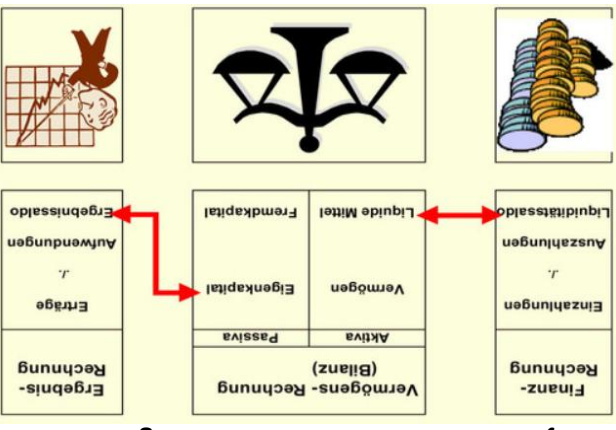 Finanz-
Rechnung
Einzahlungen
./.
Auszahlungen
Liquiditätssaldo
Vermögens- Rechnung
(Bilanz)
Aktiva
Passiva
Vermögen
Eigenkapital
Liquide Mittel
Fremdkapital
Ergebnis-
Rechnung
Erträge
./.
Aufwendungen
Ergebnissaldo